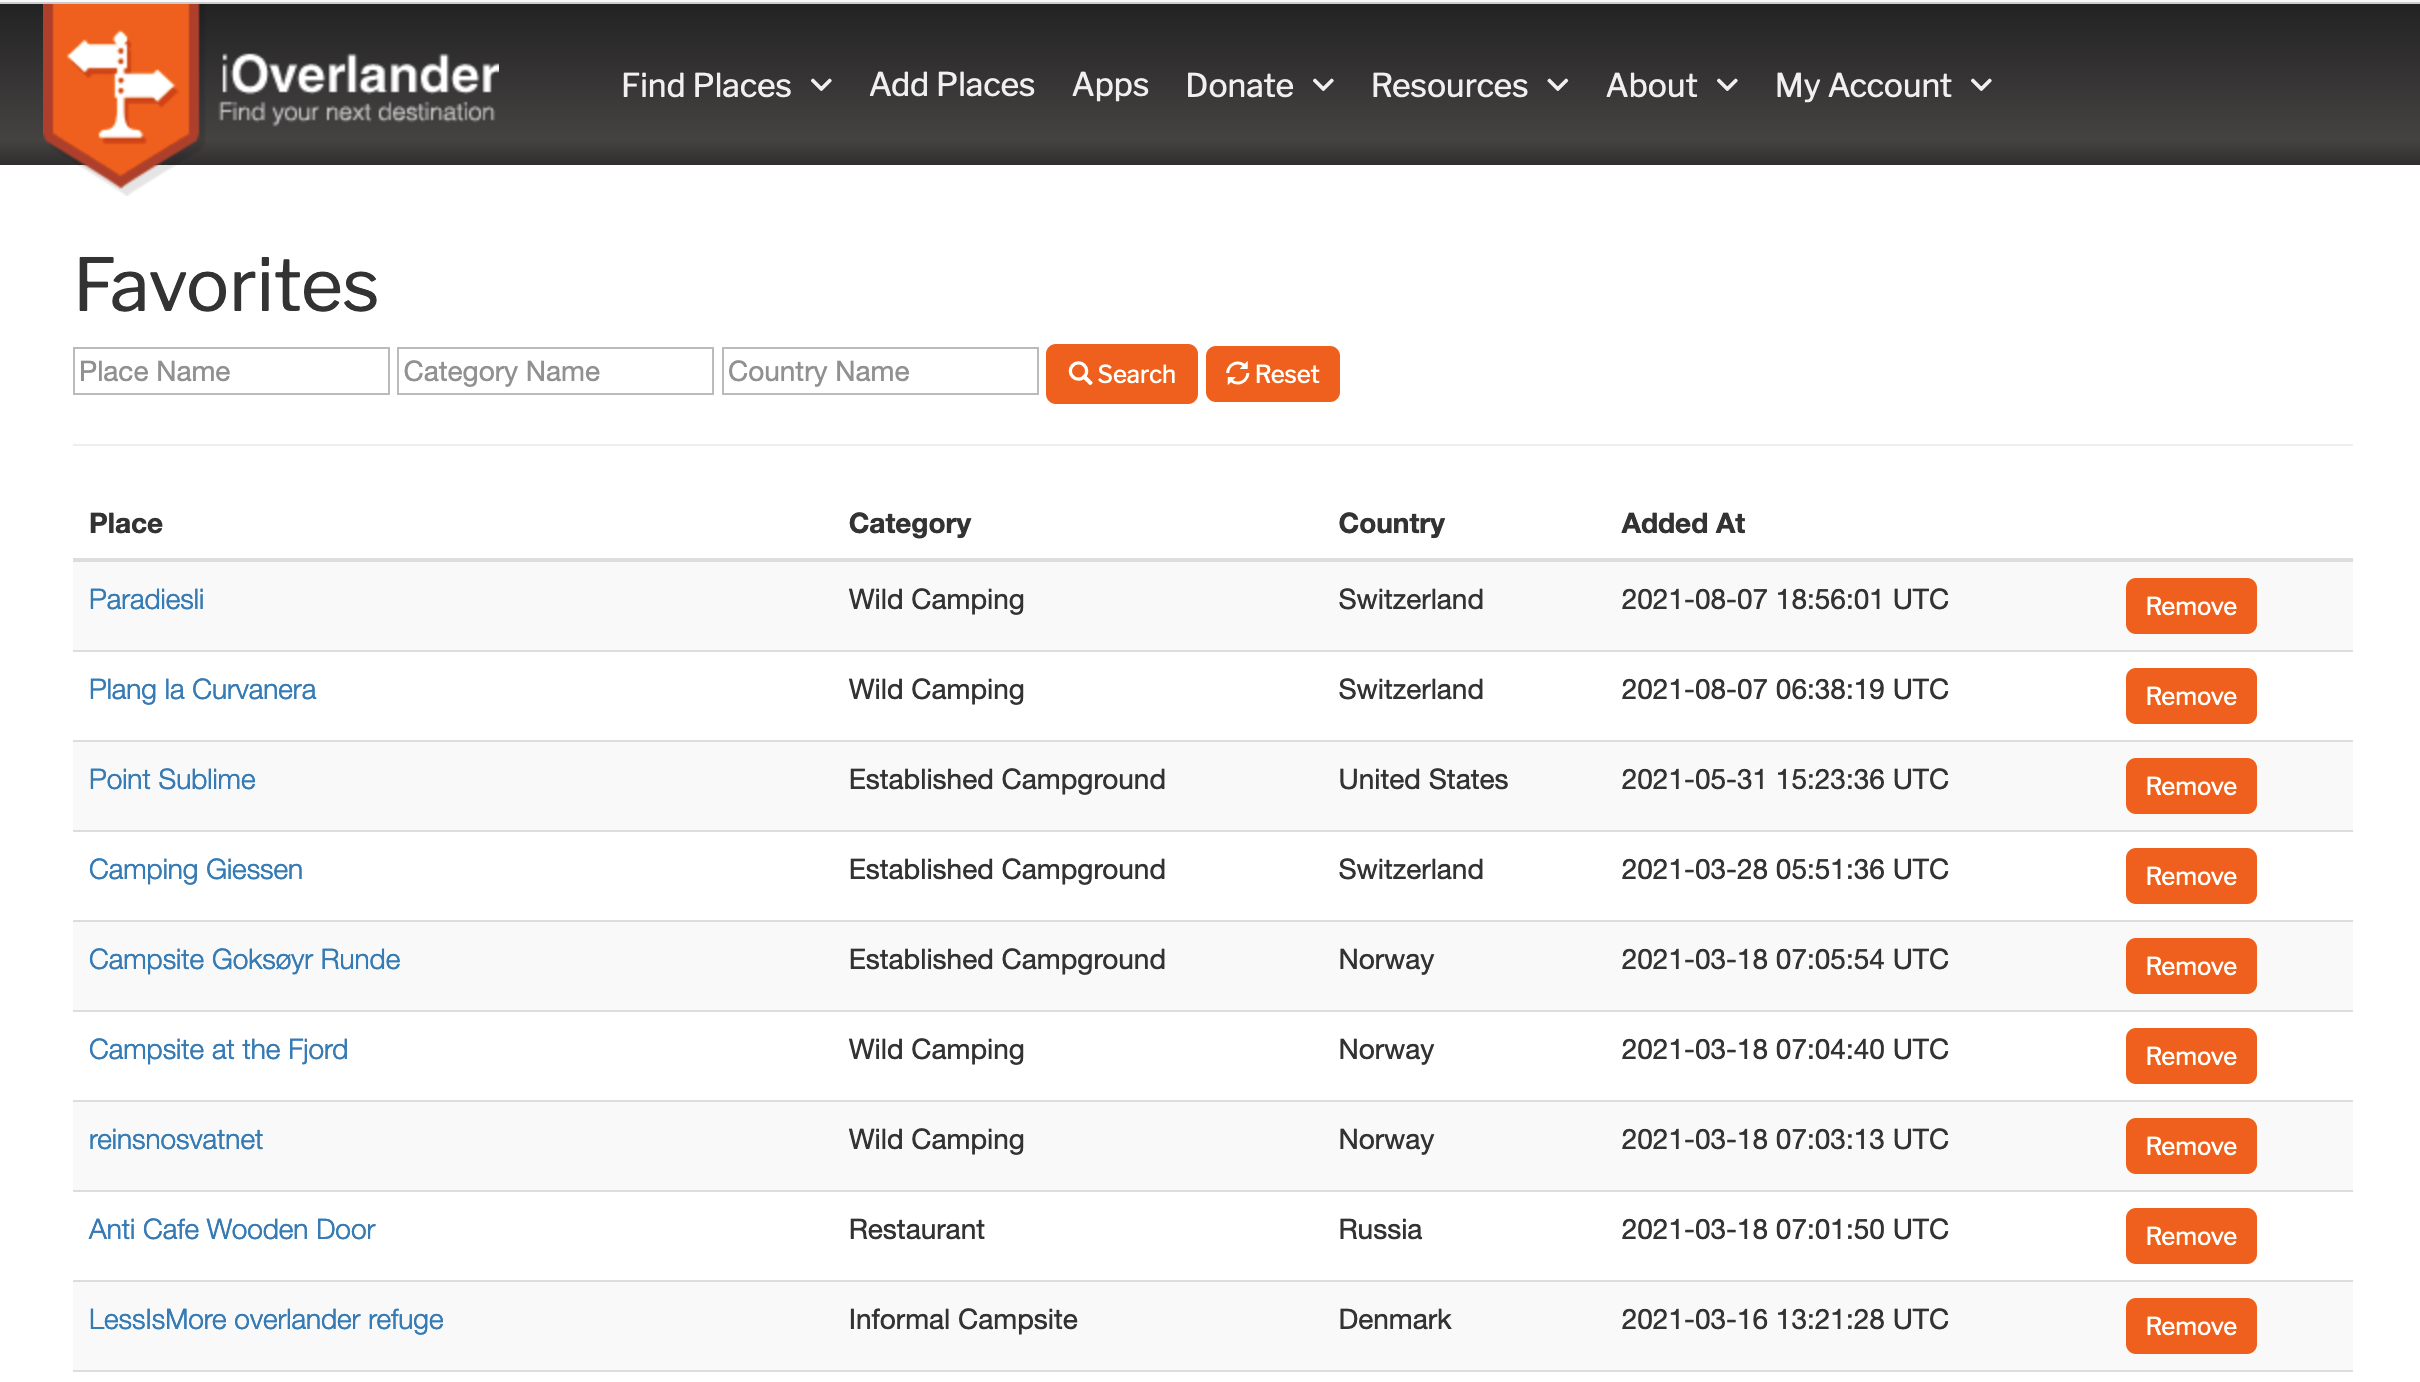 iOverlander
Find your next destination
Find Places Add Places Apps Donate Resources About My Account
Favorites
Place Name Category Name Country Name Search Reset
Place Category Country Added At
Paradiesli Wild Camping Switzerland 2021-08-07 18:56:01 UTC Remove
Plang la Curvanera Wild Camping Switzerland 2021-08-07 06:38:19 UTC Remove
Point Sublime Established Campground United States 2021-05-31 15:23:36 UTC Remove
Camping Giessen Established Campground Switzerland 2021-03-28 05:51:36 UTC Remove
Campsite Goksøyr Runde Established Campground Norway 2021-03-18 07:05:54 UTC Remove
Campsite at the Fjord Wild Camping Norway 2021-03-18 07:04:40 UTC Remove
reinsnosvatnet Wild Camping Norway 2021-03-18 07:03:13 UTC Remove
Anti Cafe Wooden Door Restaurant Russia 2021-03-18 07:01:50 UTC Remove
LessIsMore overlander refuge Informal Campsite Denmark 2021-03-16 13:21:28 UTC Remove